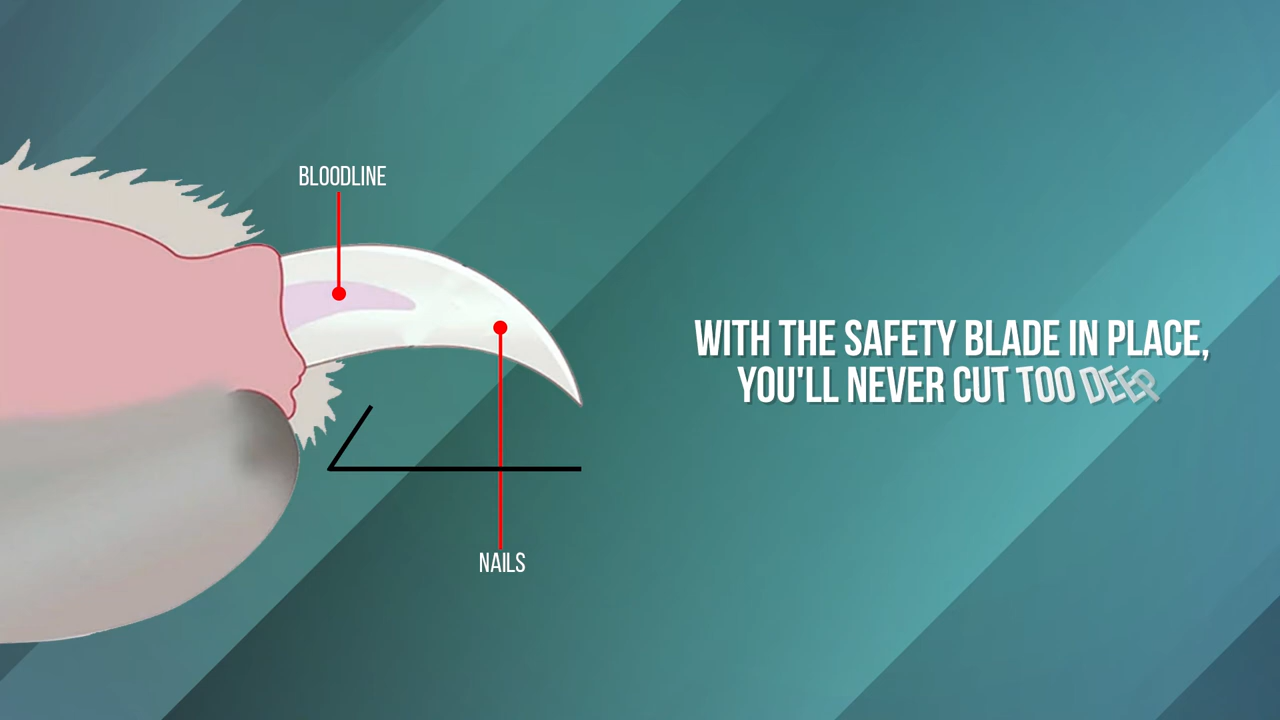 BLOODLINE
WITH THE SAFETY BLADE IN PLACE,
YOU'LL NEVER CUT TOO DEEP
NAILS